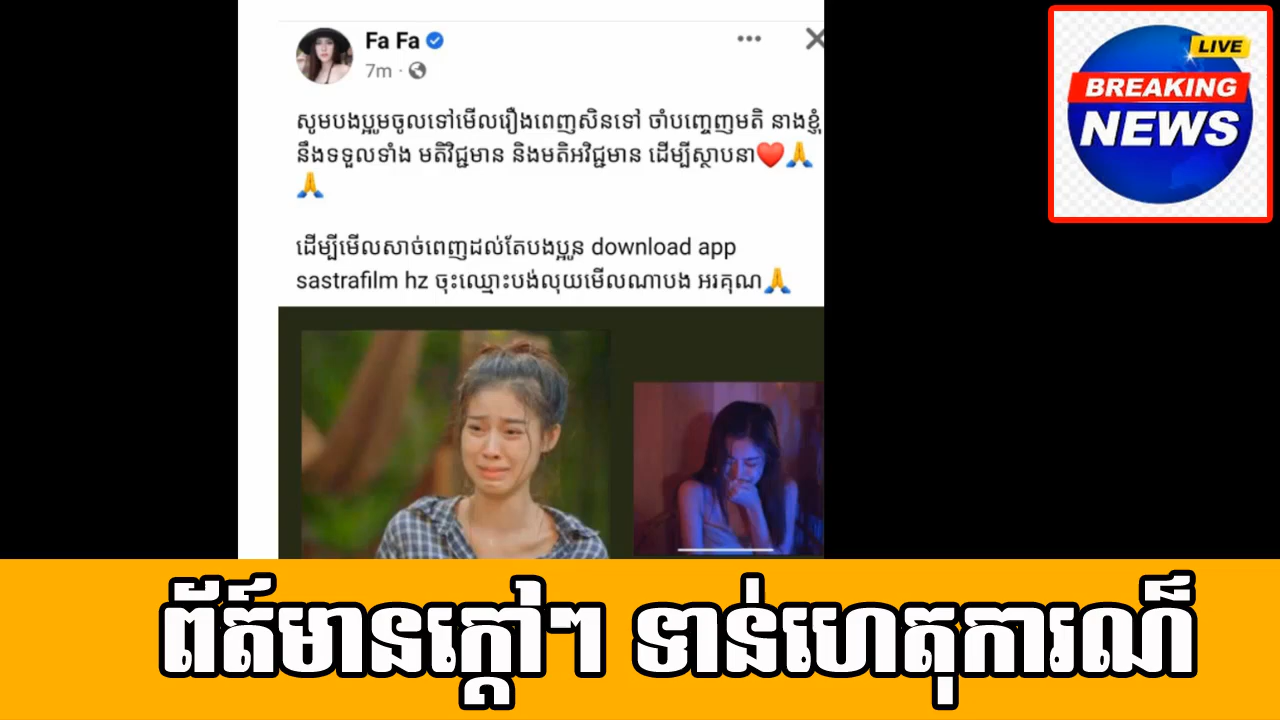 Fa Fa
7m ·
សូមបងប្អូមចូលទៅមើលរឿងពេញសិនទៅ ចាំបញ្ចេញមតិ នាងខ្ញុំ
នឹងទទួលទាំង មតិវិជ្ជមាន និងមតិអវិជ្ជមាន ដើម្បីស្ថាបនា❤️🙏
🙏
ដើម្បីមើលសាច់ពេញដល់តែបងប្អូន download app
sastrafilm hz ចុះឈ្មោះបង់លុយមើលណាបង អរគុណ🙏
LIVE
BREAKING
NEWS
ព័ត៍មានក្តៅៗ ទាន់ហេតុការណ៍